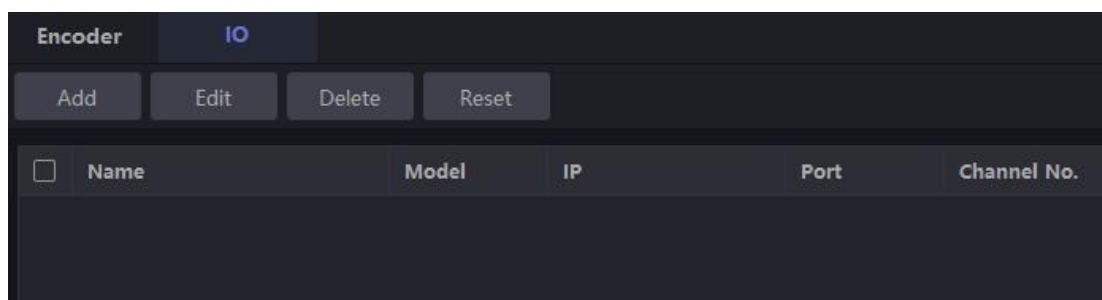 Encoder IO
Add Edit Delete Reset
Name Model IP Port Channel No.